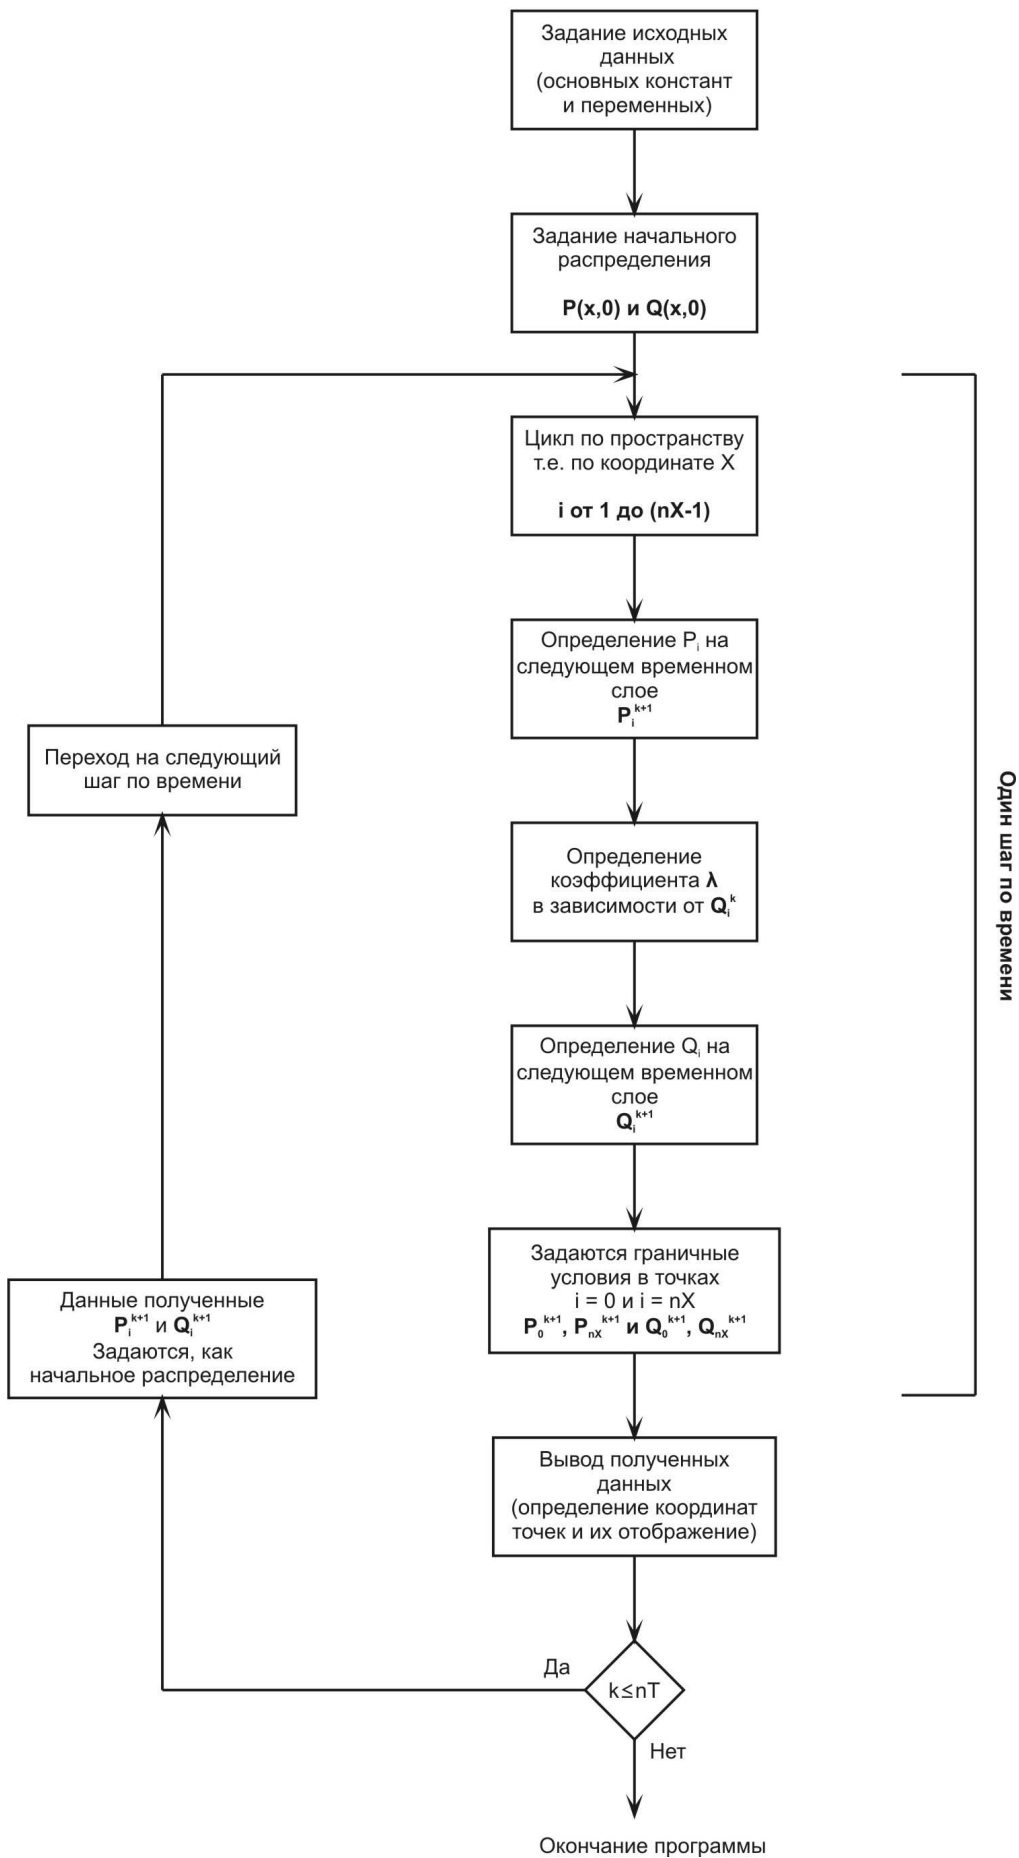 Задание исходных
данных
(основных констант
и переменных)
Задание начального
распределения
P(x,0) и Q(x,0)
Цикл по пространству
т.е. по координате X
i от 1 до (nX-1)
Определение Pᵢ на
следующем временном
слое
Pᵢᵏ⁺¹
Определение
коэффициента λ
в зависимости от Qᵢᵏ
Определение Qᵢ на
следующем временном
слое
Qᵢᵏ⁺¹
Задаются граничные
условия в точках
i = 0 и i = nX
P₀ᵏ⁺¹, Pₙₓᵏ⁺¹ и Q₀ᵏ⁺¹, Qₙₓᵏ⁺¹
Вывод полученных
данных
(определение координат
точек и их отображение)
k≤nT
Да
Нет
Окончание программы
Данные полученные
Pᵢᵏ⁺¹ и Qᵢᵏ⁺¹
Задаются, как
начальное распределение
Переход на следующий
шаг по времени
Один шаг по времени